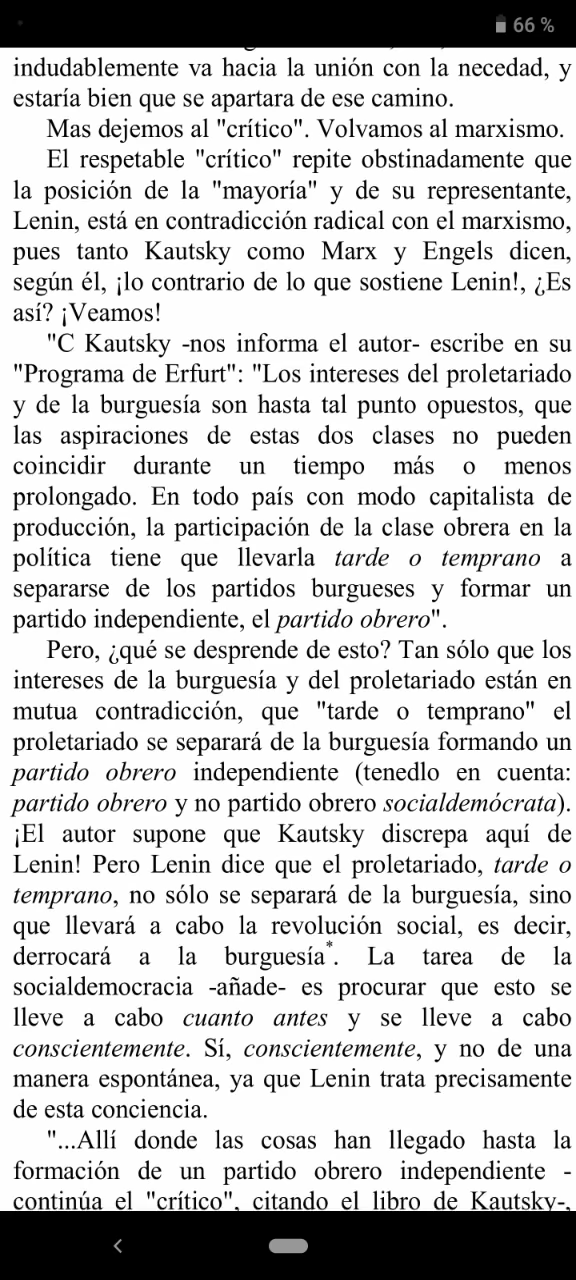 66 %
indudablemente va hacia la unión con la necedad, y
estaría bien que se apartara de ese camino.
Mas dejemos al "crítico". Volvamos al marxismo.
El respetable "crítico" repite obstinadamente que
la posición de la "mayoría" y de su representante,
Lenin, está en contradicción radical con el marxismo,
pues tanto Kautsky como Marx y Engels dicen,
según él, ¡lo contrario de lo que sostiene Lenin!, ¿Es
así? ¡Veamos!
"C Kautsky -nos informa el autor- escribe en su
"Programa de Erfurt": "Los intereses del proletariado
y de la burguesía son hasta tal punto opuestos, que
las aspiraciones de estas dos clases no pueden
coincidir durante un tiempo más o menos
prolongado. En todo país con modo capitalista de
producción, la participación de la clase obrera en la
política tiene que llevarla tarde o temprano a
separarse de los partidos burgueses y formar un
partido independiente, el partido obrero".
Pero, ¿qué se desprende de esto? Tan sólo que los
intereses de la burguesía y del proletariado están en
mutua contradicción, que "tarde o temprano" el
proletariado se separará de la burguesía formando un
partido obrero independiente (tenedlo en cuenta:
partido obrero y no partido obrero socialdemócrata).
¡El autor supone que Kautsky discrepa aquí de
Lenin! Pero Lenin dice que el proletariado, tarde o
temprano, no sólo se separará de la burguesía, sino
que llevará a cabo la revolución social, es decir,
derrocará a la burguesía*. La tarea de la
socialdemocracia -añade- es procurar que esto se
lleve a cabo cuanto antes y se lleve a cabo
conscientemente. Sí, conscientemente, y no de una
manera espontánea, ya que Lenin trata precisamente
de esta conciencia.
"...Allí donde las cosas han llegado hasta la
formación de un partido obrero independiente -
continúa el "crítico", citando el libro de Kautsky-,